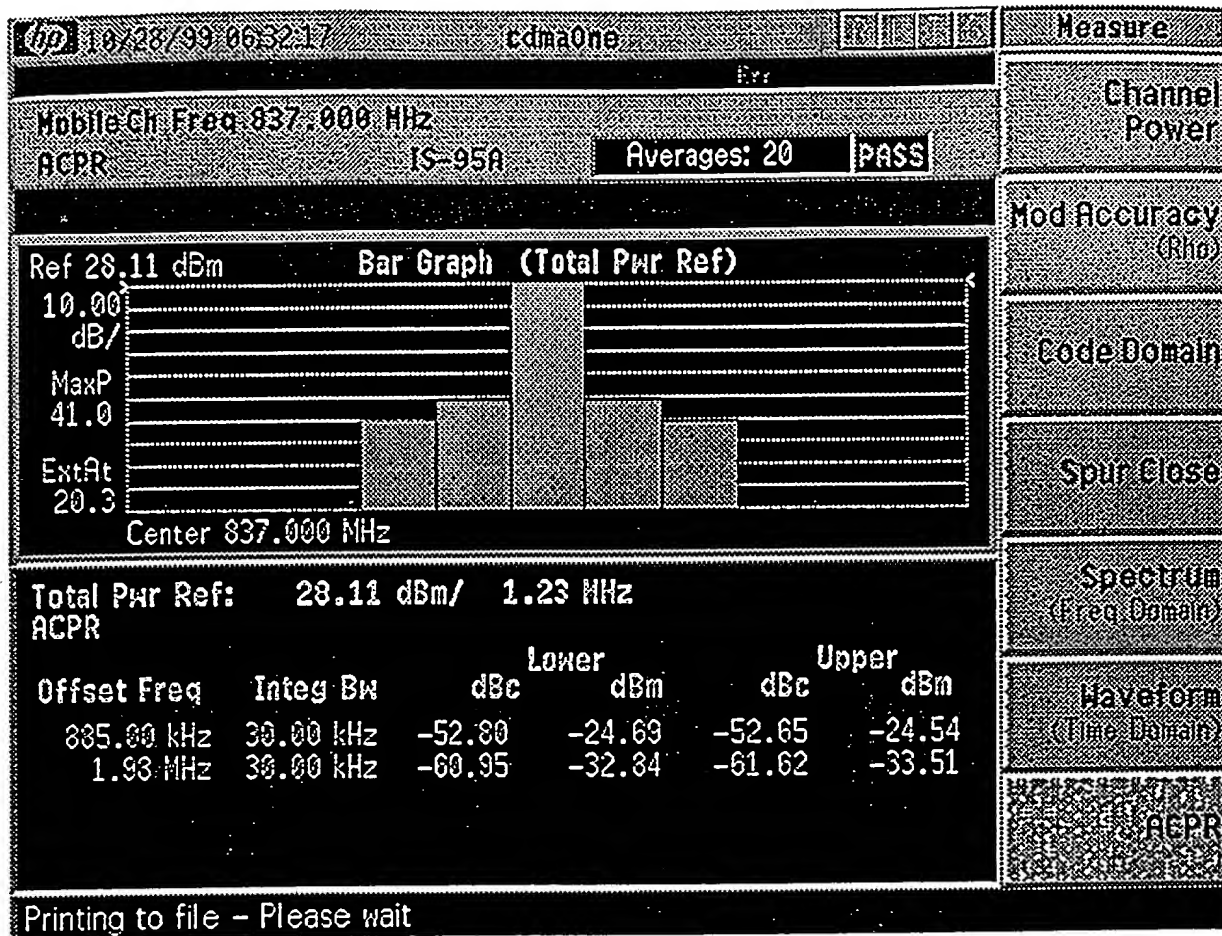 hp 10/28/99 06:32:17 cdmaOne
Err
Mobile Ch Freq 837.000 MHz
ACPR IS-95A Averages: 20 PASS
Ref 28.11 dBm Bar Graph (Total Pwr Ref)
10.00
dB/
MaxP
41.0
ExtAt
20.3
Center 837.000 MHz
Total Pwr Ref: 28.11 dBm/ 1.23 MHz
ACPR
Lower Upper
Offset Freq Integ BW dBc dBm dBc dBm
885.00 kHz 30.00 kHz -52.80 -24.69 -52.65 -24.54
1.98 MHz 30.00 kHz -60.95 -32.84 -61.62 -33.51
Printing to file – Please wait
Measure
Channel
Power
Mod Accuracy
(Rho)
Code Domain
Spur Close
Spectrum
(Freq Domain)
Waveform
(Time Domain)
ACPR